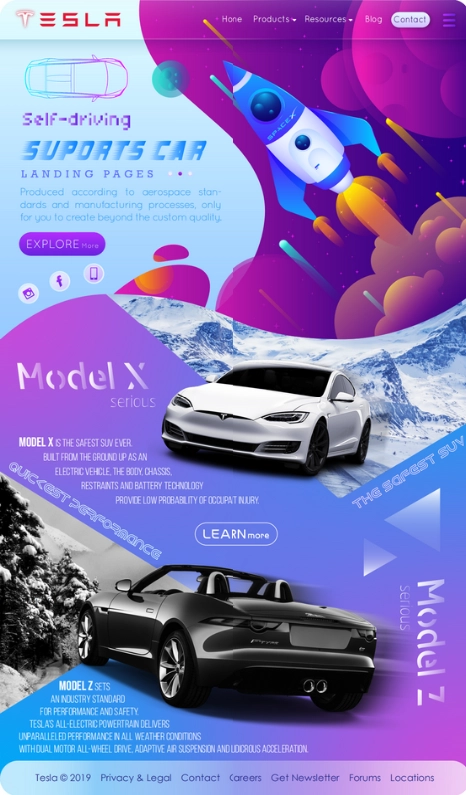 TESLA
Home Products Resources Blog Contact
SPACEX
Self-driving
SUPORTS CAR
LANDING PAGES
Produced according to aerospace stan-
dards and manufacturing processes, only
for you to create beyond the custom quality.
EXPLORE More
Model X
serious
MODEL X IS THE SAFEST SUV EVER.
BUILT FROM THE GROUND UP AS AN
ELECTRIC VEHICLE, THE BODY, CHASSIS,
RESTRAINTS AND BATTERY TECHNOLOGY
PROVIDE LOW PROBABILITY OF OCCUPAIT INJURY.
THE SAFEST SUV
QUICKEST PERFORMANCE
LEARN more
Model Z
serious
MODEL Z SETS
AN INDUSTRY STANDARD
FOR PERFORMANCE AND SAFETY.
TESLA'S ALL-ELECTRIC POWERTRAIN DELIVERS
UNPARALLELED PERFORMANCE IN ALL WEATHER CONDITIONS
WITH DUAL MOTOR ALL-WHEEL DRIVE, ADAPTIVE AIR SUSPENSION AND LIDICROUS ACCELERATION.
Tesla © 2019 Privacy & Legal Contact Careers Get Newsletter Forums Locations